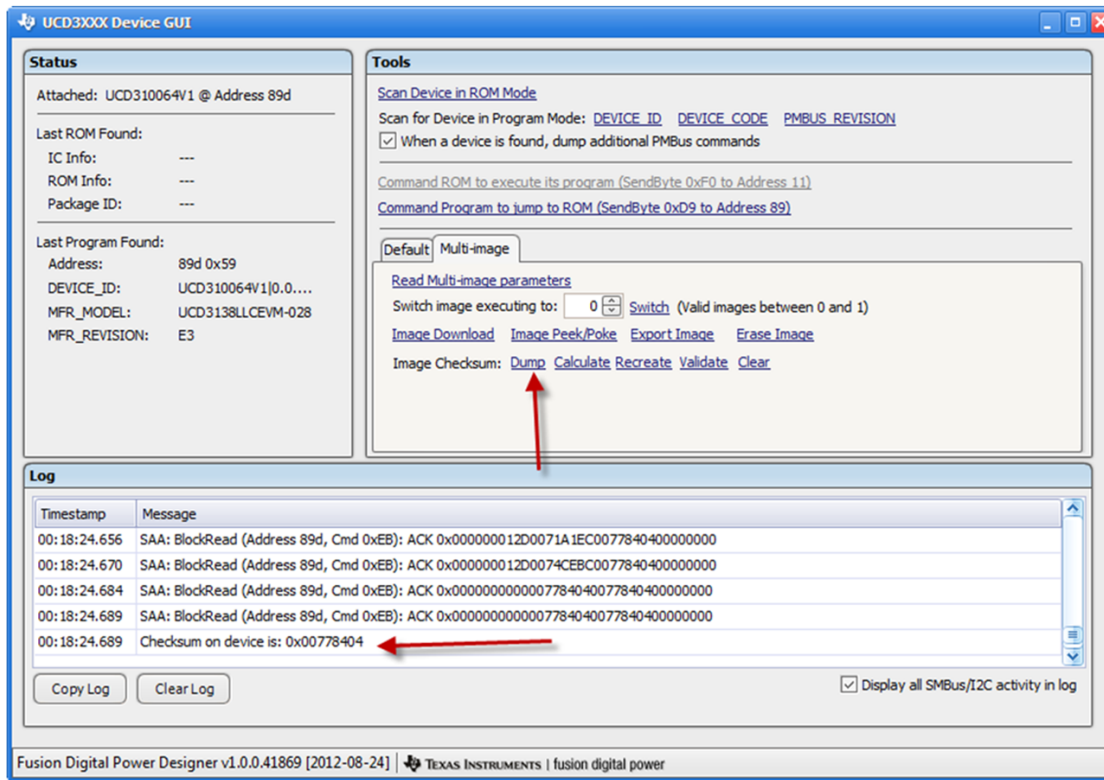 UCD3XXX Device GUI
Status
Attached: UCD310064V1 @ Address 89d
Last ROM Found:
IC Info: ---
ROM Info: ---
Package ID: ---
Last Program Found:
Address: 89d 0x59
DEVICE_ID: UCD310064V1|0.0....
MFR_MODEL: UCD3138LLCEVM-028
MFR_REVISION: E3
Tools
Scan Device in ROM Mode
Scan for Device in Program Mode: DEVICE_ID DEVICE_CODE PMBUS_REVISION
When a device is found, dump additional PMBus commands
Command ROM to execute its program (SendByte 0xF0 to Address 11)
Command Program to jump to ROM (SendByte 0xD9 to Address 89)
Default Multi-image
Read Multi-image parameters
Switch image executing to: 0 Switch (Valid images between 0 and 1)
Image Download Image Peek/Poke Export Image Erase Image
Image Checksum: Dump Calculate Recreate Validate Clear
Log
Timestamp Message
00:18:24.656 SAA: BlockRead (Address 89d, Cmd 0xEB): ACK 0x000000012D0071A1EC0077840400000000
00:18:24.670 SAA: BlockRead (Address 89d, Cmd 0xEB): ACK 0x000000012D0074CEBC0077840400000000
00:18:24.684 SAA: BlockRead (Address 89d, Cmd 0xEB): ACK 0x00000000000077840400778404000000​00
00:18:24.689 SAA: BlockRead (Address 89d, Cmd 0xEB): ACK 0x00000000000077840400778404000000​00
00:18:24.689 Checksum on device is: 0x00778404
Copy Log Clear Log Display all SMBus/I2C activity in log
Fusion Digital Power Designer v1.0.0.41869 [2012-08-24] TEXAS INSTRUMENTS | fusion digital power